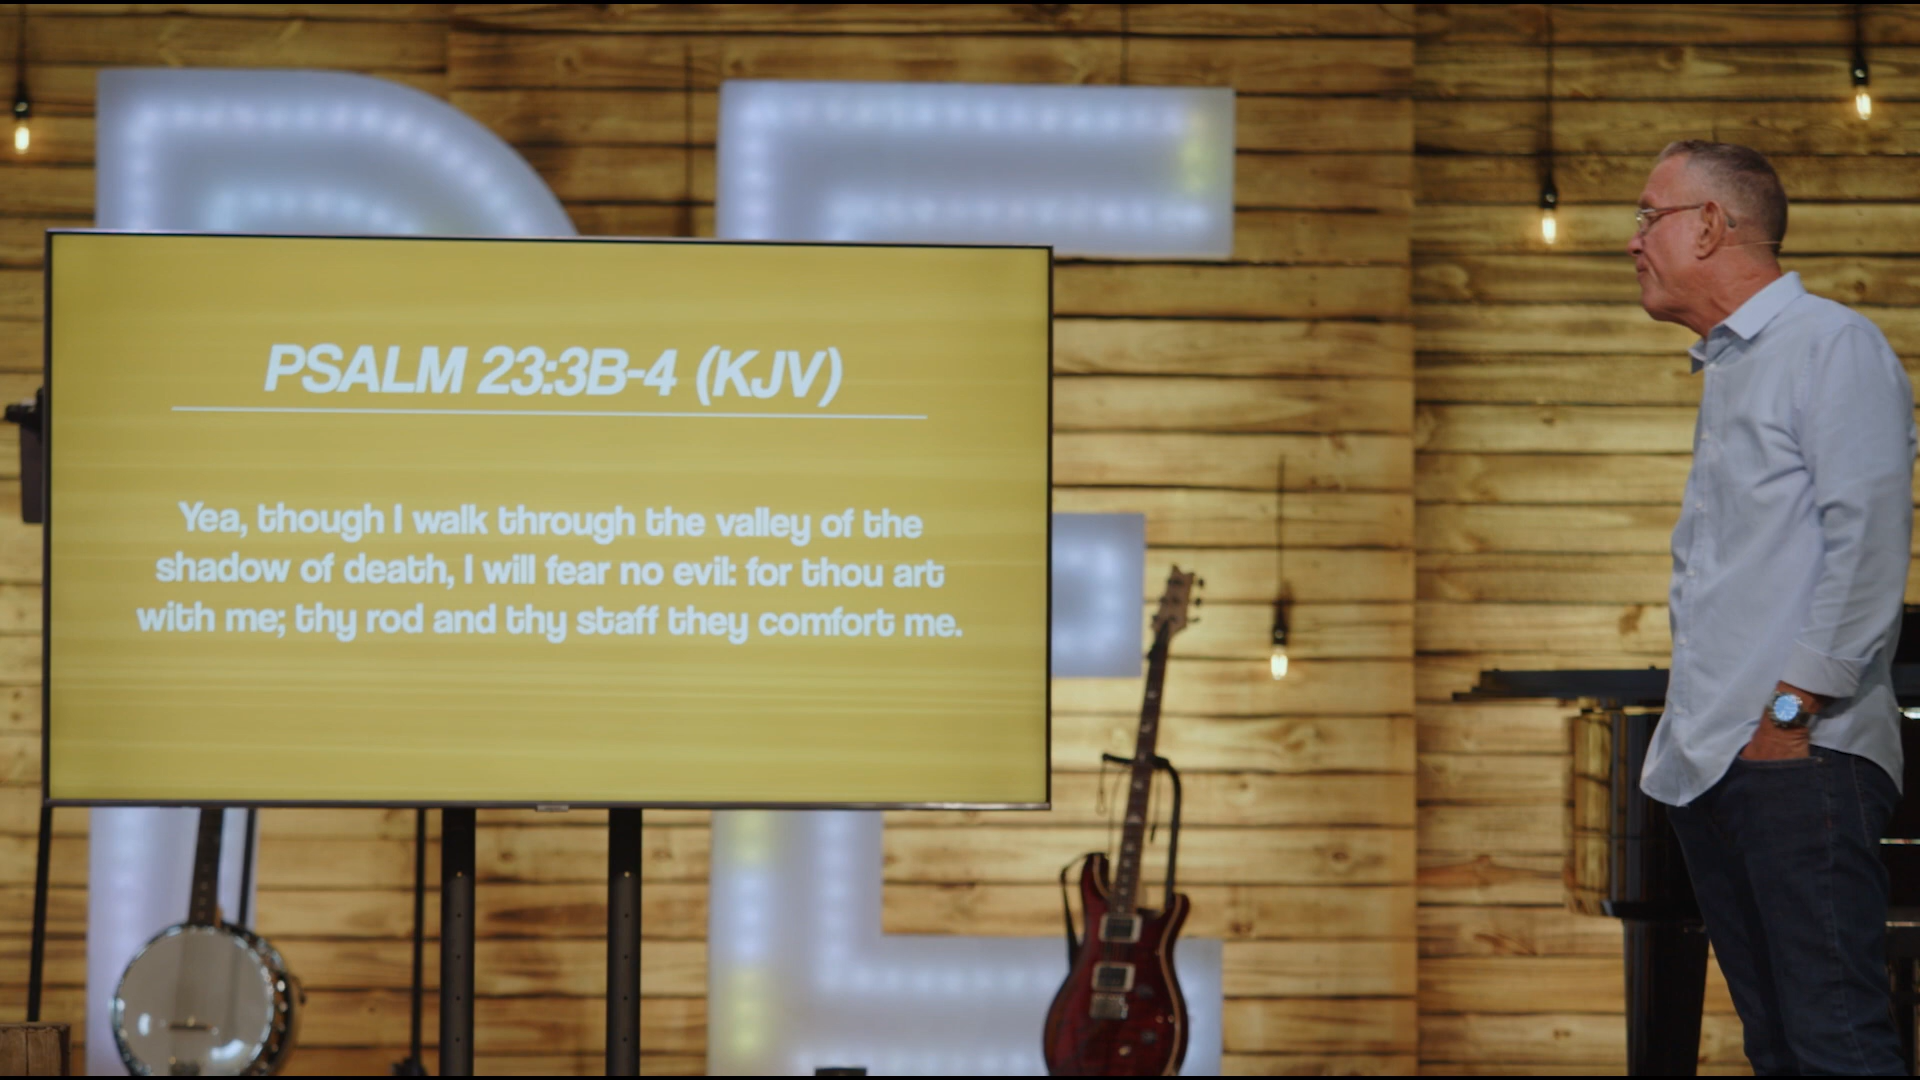 PSALM 23:3B-4 (KJV)
Yea, though I walk through the valley of the
shadow of death, I will fear no evil: for thou art
with me; thy rod and thy staff they comfort me.